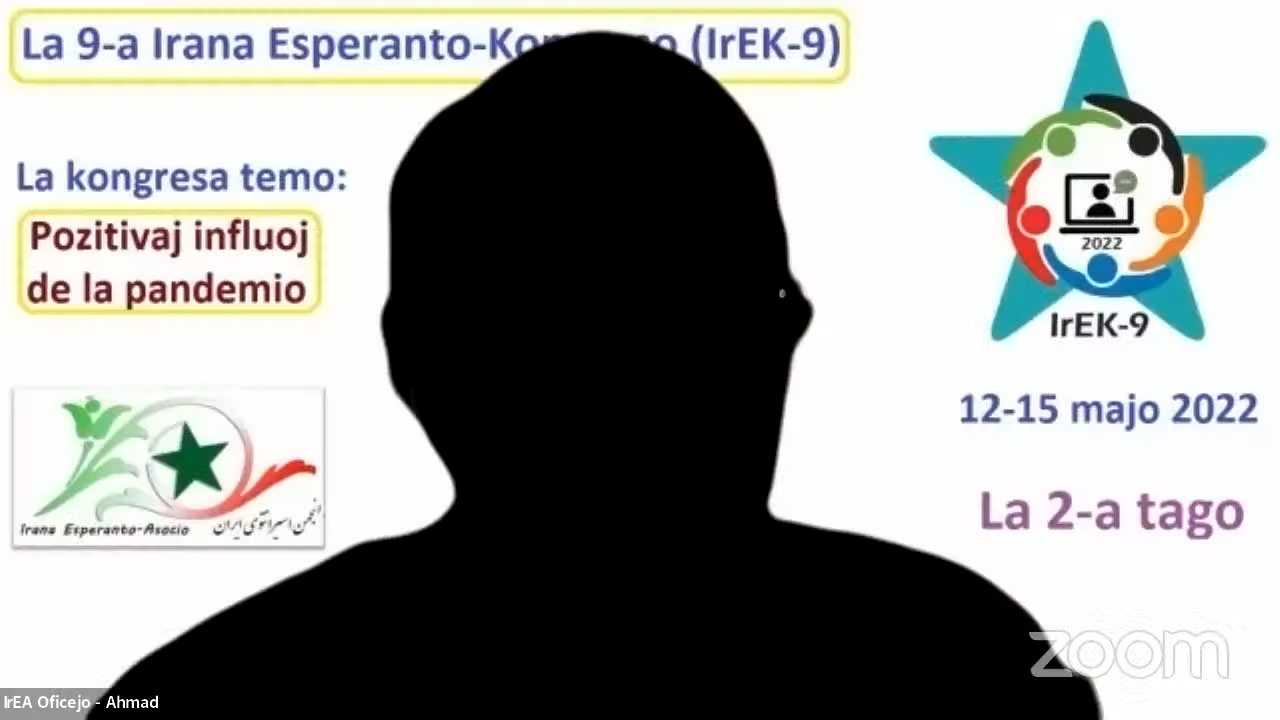 La 9-a Irana Esperanto-Ko o (IrEK-9)
La kongresa temo:
Pozitivaj influoj
de la pandemio
Irana Esperanto-Asocio انجمن اسپرانتوی ایران
2022
IrEK-9
12-15 majo 2022
La 2-a tago
zoom
IrEA Oficejo - Ahmad